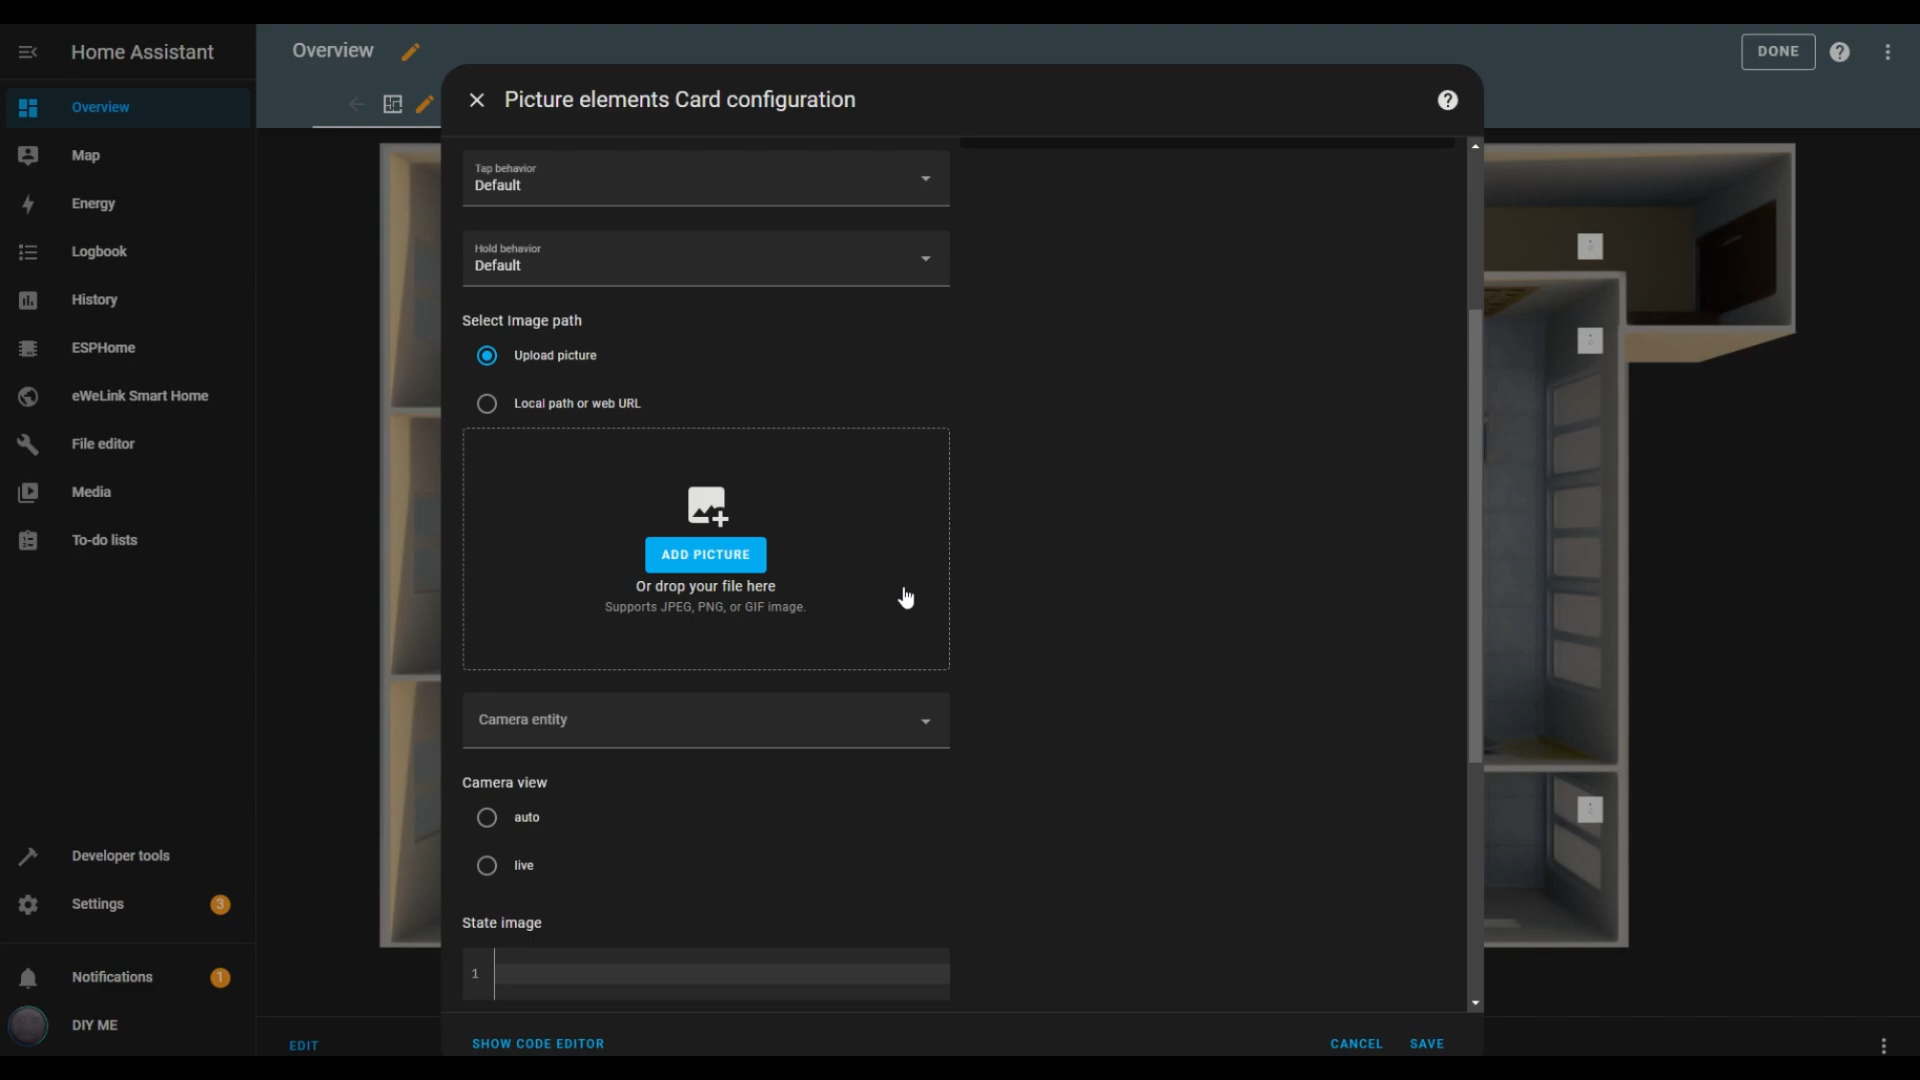 Home Assistant
Overview
DONE
Overview
Map
Energy
Logbook
History
ESPHome
eWeLink Smart Home
File editor
Media
To-do lists
Developer tools
Settings
3
Notifications
1
DIY ME
Picture elements Card configuration
Tap behavior
Default
Hold behavior
Default
Select Image path
Upload picture
Local path or web URL
ADD PICTURE
Or drop your file here
Supports JPEG, PNG, or GIF image.
Camera entity
Camera view
auto
live
State image
1
EDIT
SHOW CODE EDITOR
CANCEL
SAVE